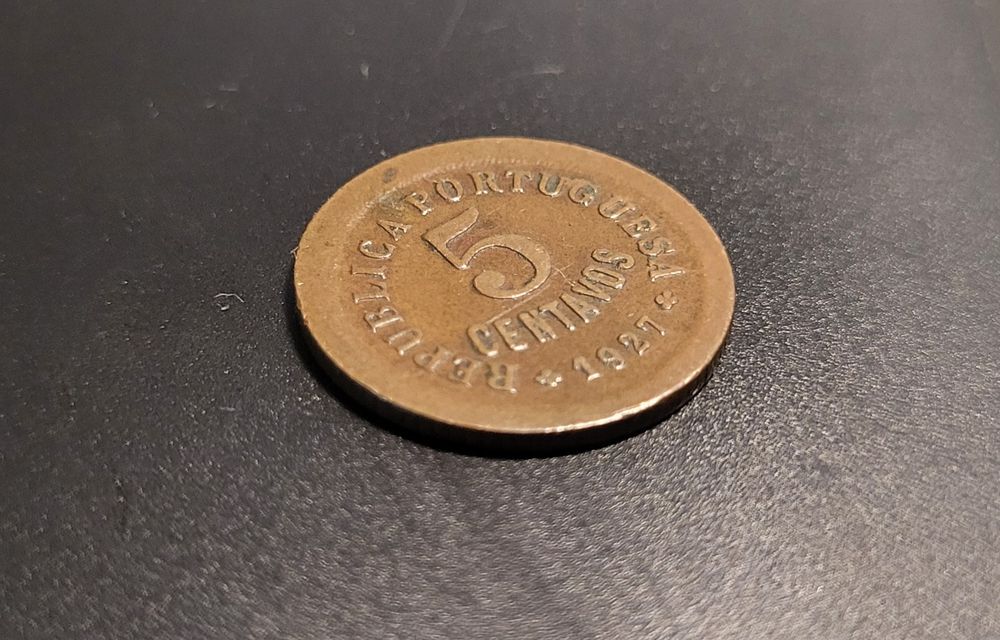 REPUBLICA PORTUGUESA
5
CENTAVOS
1927